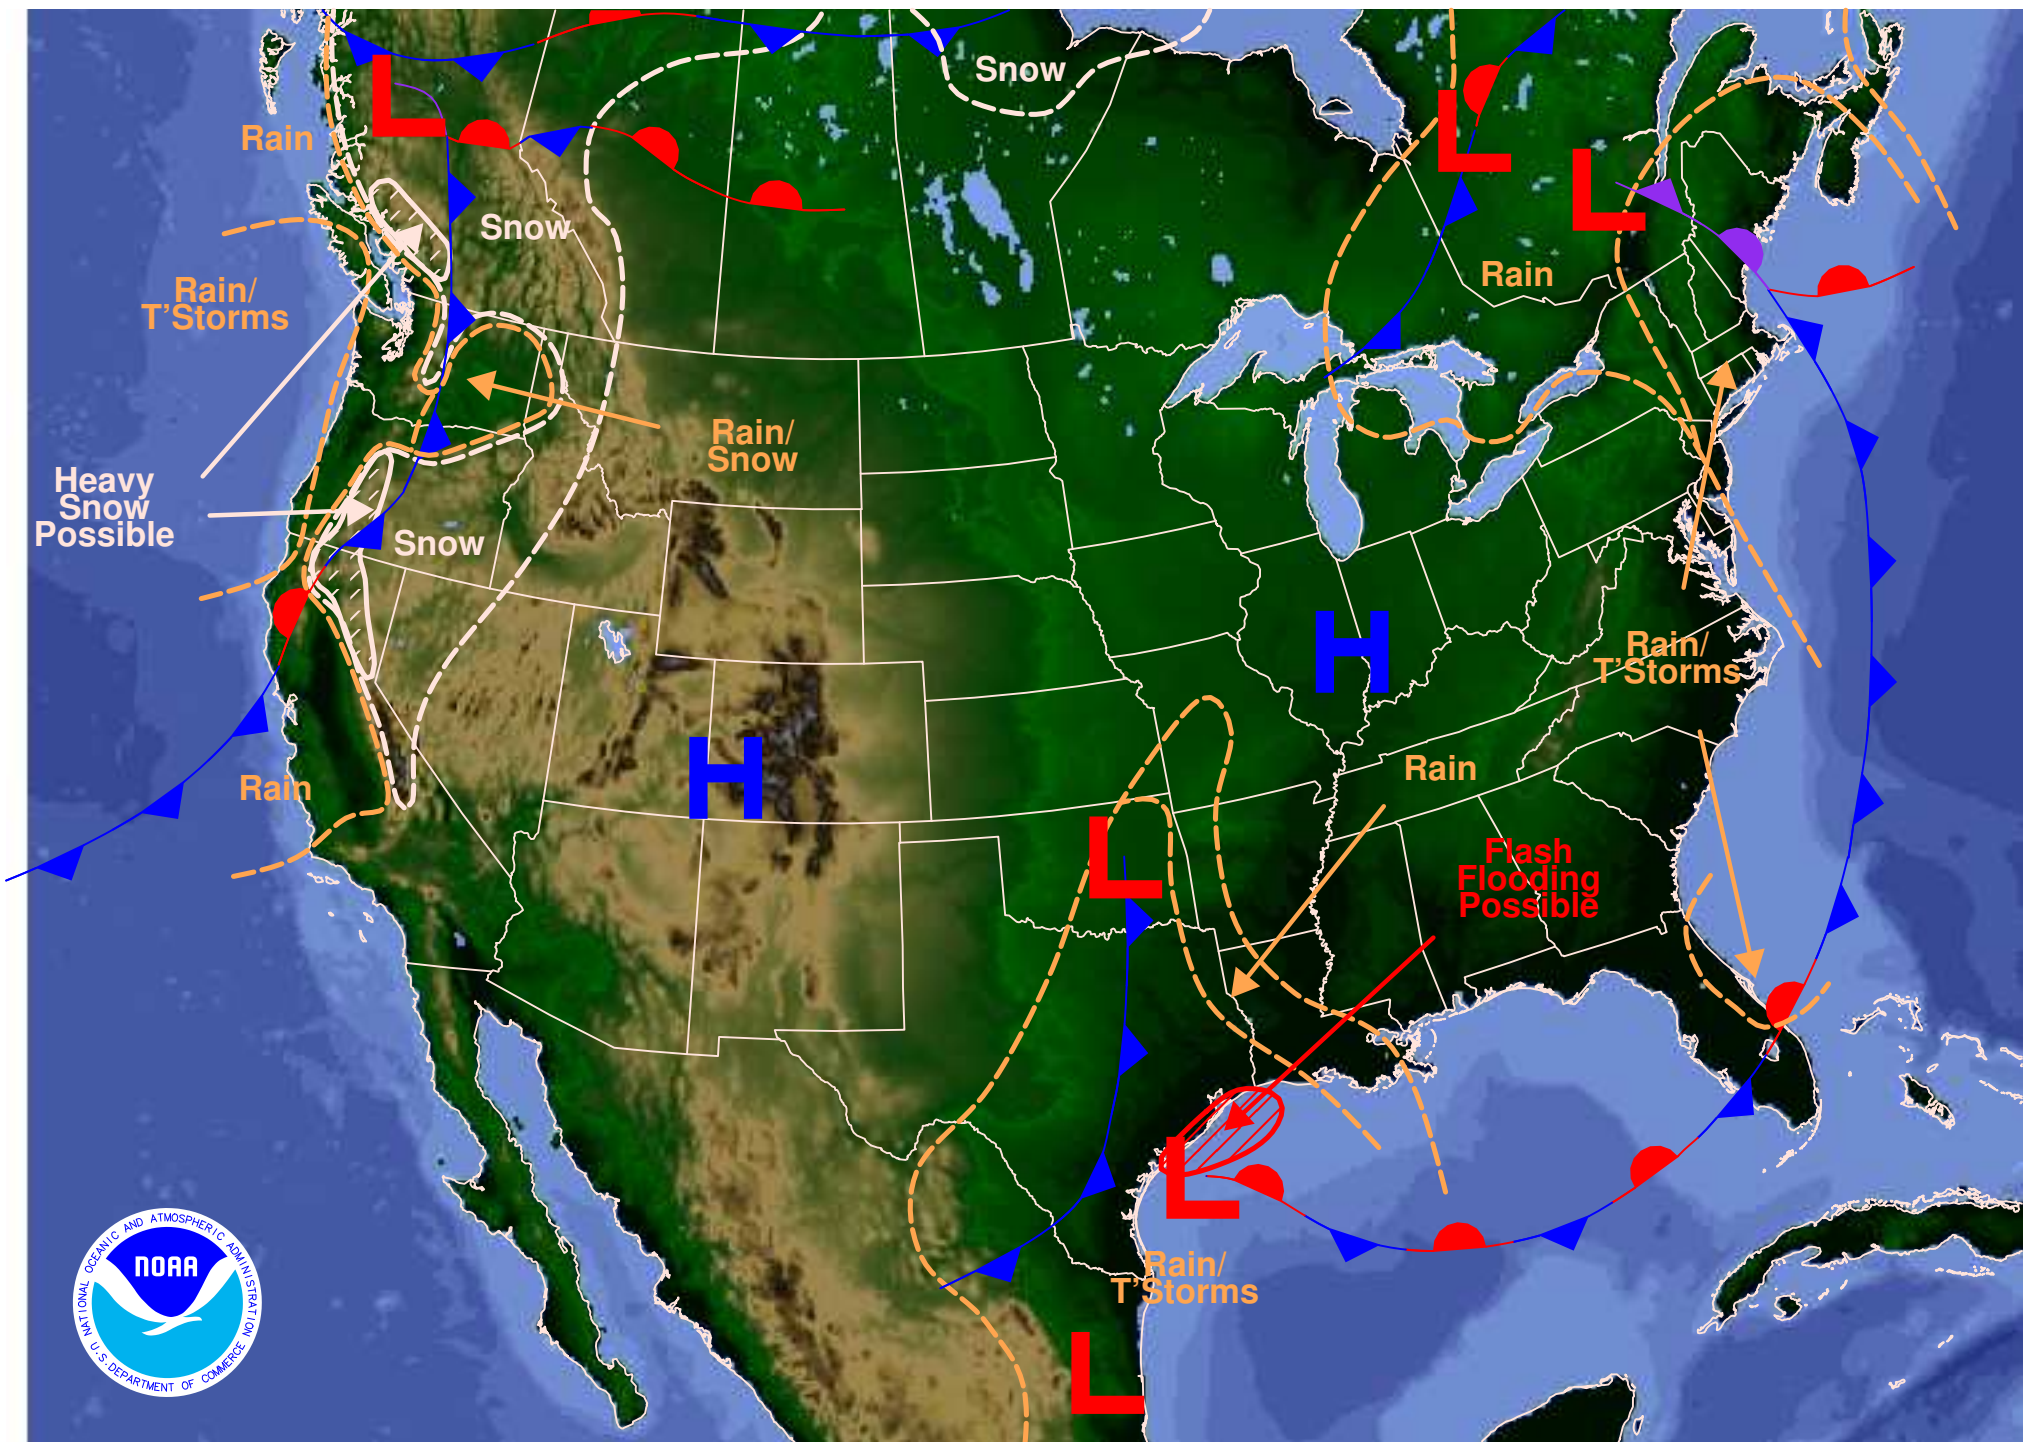 Snow
Rain
Snow
Rain
Rain/
T'Storms
Rain/
Snow
Heavy
Snow
Possible
Snow
H
Rain/
T'Storms
H
Rain
Rain
Flash
Flooding
Possible
L
L
L
L
L
L
Rain/
T'Storms
NATIONAL OCEANIC AND ATMOSPHERIC ADMINISTRATION
NOAA
U.S. DEPARTMENT OF COMMERCE